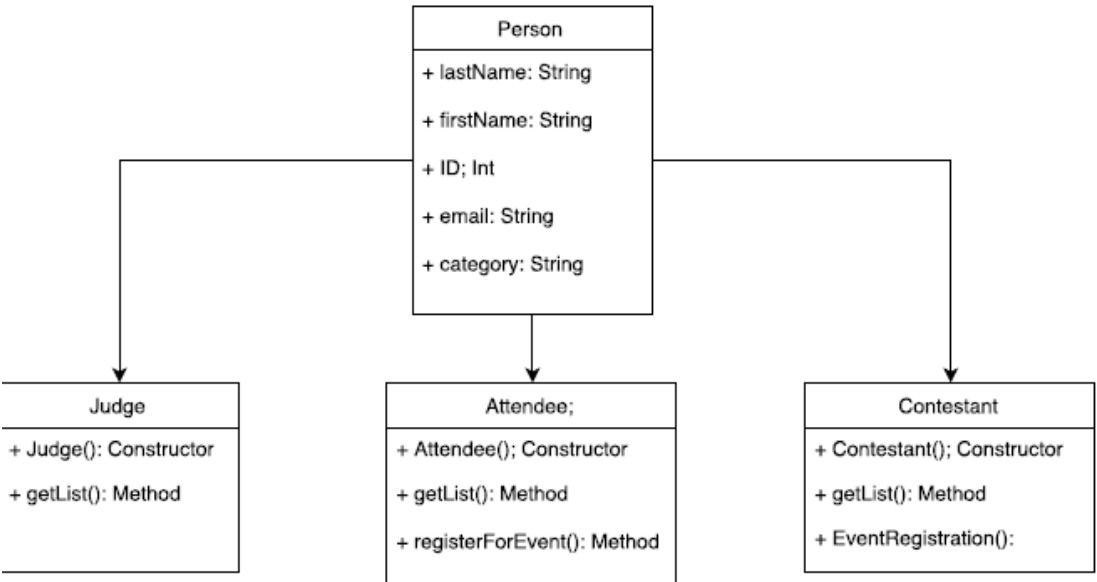 Person
+ lastName: String
+ firstName: String
+ ID; Int
+ email: String
+ category: String
Judge
+ Judge(): Constructor
+ getList(): Method
Attendee;
+ Attendee(); Constructor
+ getList(): Method
+ registerForEvent(): Method
Contestant
+ Contestant(); Constructor
+ getList(): Method
+ EventRegistration():